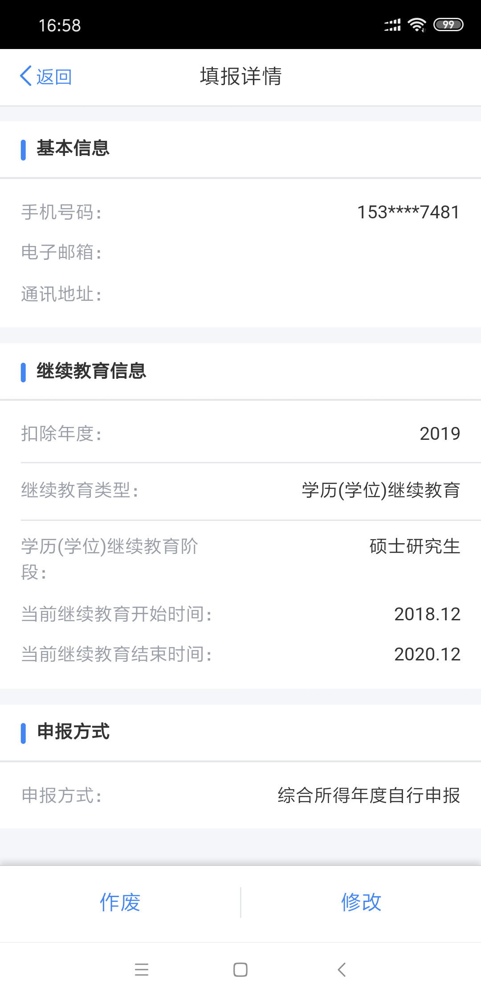 16:58
99
返回
填报详情
基本信息
手机号码：
153****7481
电子邮箱：
通讯地址：
继续教育信息
扣除年度：
2019
继续教育类型：
学历(学位)继续教育
学历(学位)继续教育阶
段：
硕士研究生
当前继续教育开始时间：
2018.12
当前继续教育结束时间：
2020.12
申报方式
申报方式：
综合所得年度自行申报
作废
修改